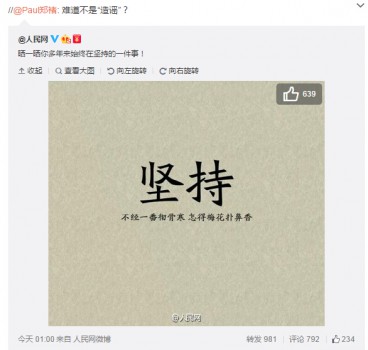 //@Paul郑褚: 难道不是“造谣”？
@人民网
晒一晒你多年来始终在坚持的一件事！
收起 | 查看大图 向左旋转 向右旋转
639
坚持
不经一番彻骨寒 怎得梅花扑鼻香
@人民网
今天 01:00 来自 人民网微博
转发 981 | 评论 792 | 234